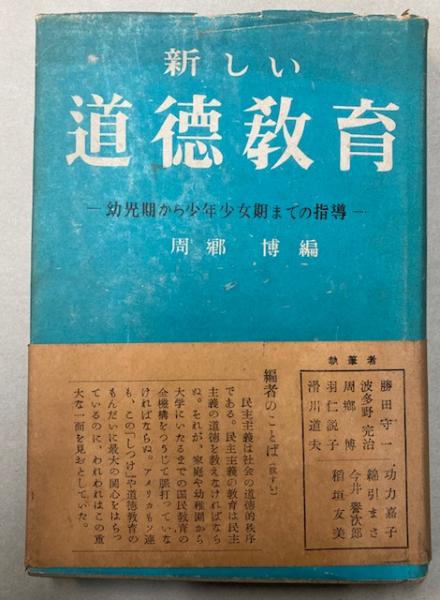 新しい
道德教育
―幼児期から少年少女期までの指導―
周郷 博編
執筆者
勝田守一
波多野完治
周郷博
羽仁説子
滑川道夫
功力嘉子
綿引まさ
今井誉次郎
稲垣友美
編者のことば(抜すい)
民主主義は社会の道徳的秩序
である。民主主義の教育は民主
主義の道徳を教えなければなら
ぬ。それが、家庭や幼稚園から
大学にいたるまでの国民教育の
全機構をつうじて脈打っていな
ければならぬ。アメリカもソ連
も、この「しつけ」や道徳教育の
もんだいに最大の関心をはらっ
ているのに、われわれはこの重
大な一面を見おとしていた。